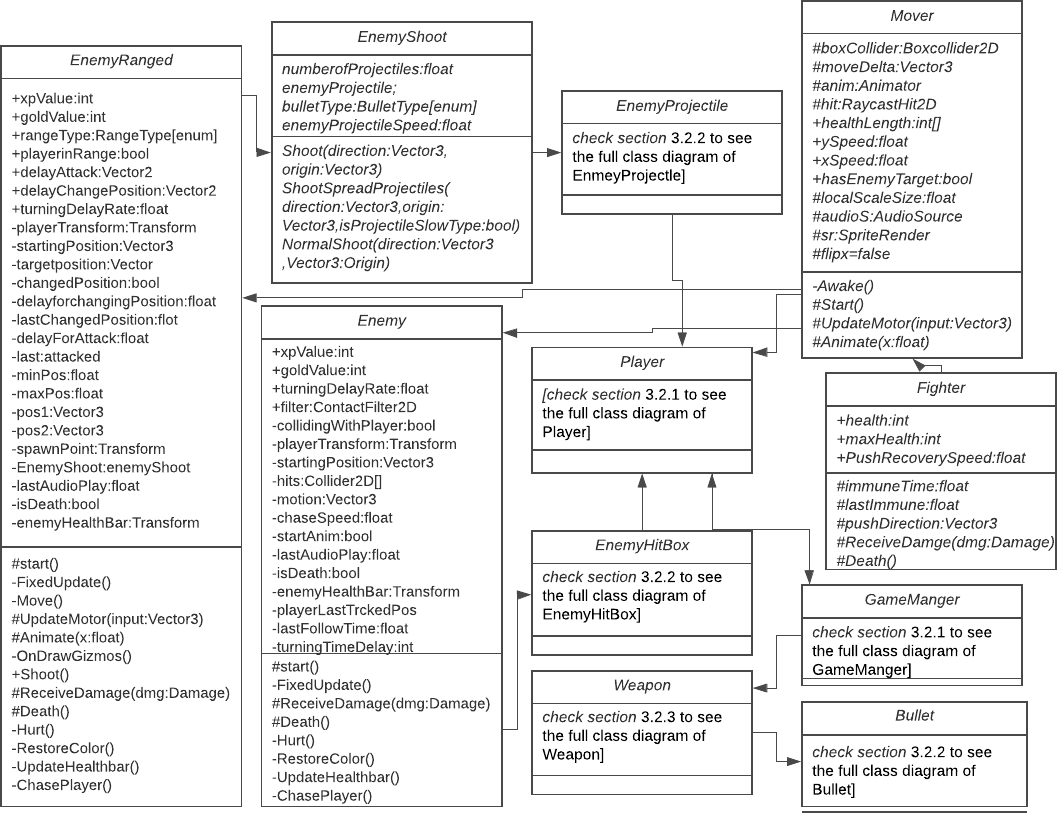 EnemyRanged
+xpValue:int
+goldValue:int
+rangeType:RangeType[enum]
+playerinRange:bool
+delayAttack:Vector2
+delayChangePosition:Vector2
+turningDelayRate:float
-playerTransform:Transform
-startingPosition:Vector3
-targetposition:Vector
-changedPosition:bool
-delayforchangingPosition:float
-lastChangedPosition:flot
-delayForAttack:float
-last:attacked
-minPos:float
-maxPos:float
-pos1:Vector3
-pos2:Vector3
-spawnPoint:Transform
-EnemyShoot:enemyShoot
-lastAudioPlay:float
-isDeath:bool
-enemyHealthBar:Transform
#start()
-FixedUpdate()
-Move()
#UpdateMotor(input:Vector3)
#Animate(x:float)
-OnDrawGizmos()
+Shoot()
#ReceiveDamage(dmg:Damage)
#Death()
-Hurt()
-RestoreColor()
-UpdateHealthbar()
-ChasePlayer()
EnemyShoot
numberofProjectiles:float
enemyProjectile;
bulletType:BulletType[enum]
enemyProjectileSpeed:float
Shoot(direction:Vector3,
origin:Vector3)
ShootSpreadProjectiles(
direction:Vector3,origin:
Vector3,isProjectileSlowType:bool)
NormalShoot(direction:Vector3
,Vector3:Origin)
Enemy
+xpValue:int
+goldValue:int
+turningDelayRate:float
+filter:ContactFilter2D
-collidingWithPlayer:bool
-playerTransform:Transform
-startingPosition:Vector3
-hits:Collider2D[]
-motion:Vector3
-chaseSpeed:float
-startAnim:bool
-lastAudioPlay:float
-isDeath:bool
-enemyHealthBar:Transform
-playerLastTrckedPos
-lastFollowTime:float
-turningTimeDelay:int
#start()
-FixedUpdate()
#ReceiveDamage(dmg:Damage)
#Death()
-Hurt()
-RestoreColor()
-UpdateHealthbar()
-ChasePlayer()
EnemyProjectile
check section 3.2.2 to see
the full class diagram of
EnmeyProjectle]
Player
[check section 3.2.1 to see
the full class diagram of
Player]
EnemyHitBox
check section 3.2.2 to see
the full class diagram of
EnemyHitBox]
Weapon
check section 3.2.3 to see
the full class diagram of
Weapon]
Mover
#boxCollider:Boxcollider2D
#moveDelta:Vector3
#anim:Animator
#hit:RaycastHit2D
+healthLength:int[]
+ySpeed:float
+xSpeed:float
+hasEnemyTarget:bool
#localScaleSize:float
#audioS:AudioSource
#sr:SpriteRender
#flipx=false
-Awake()
#Start()
#UpdateMotor(input:Vector3)
#Animate(x:float)
Fighter
+health:int
+maxHealth:int
+PushRecoverySpeed:float
#immuneTime:float
#lastImmune:float
#pushDirection:Vector3
#ReceiveDamge(dmg:Damage)
#Death()
GameManger
check section 3.2.1 to see
the full class diagram of
GameManger]
Bullet
check section 3.2.2 to see
the full class diagram of
Bullet]